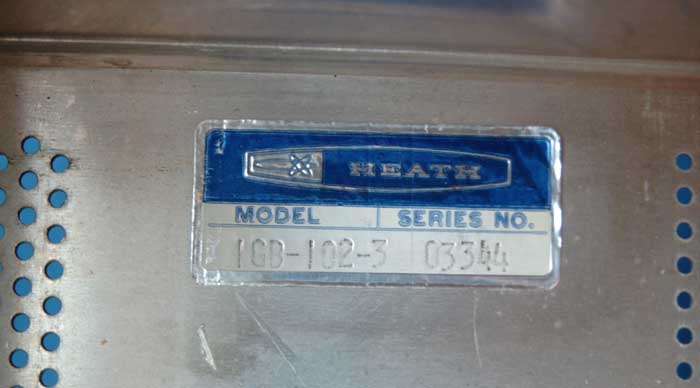 HEATH
MODEL SERIES NO.
IGB-102-3 03344